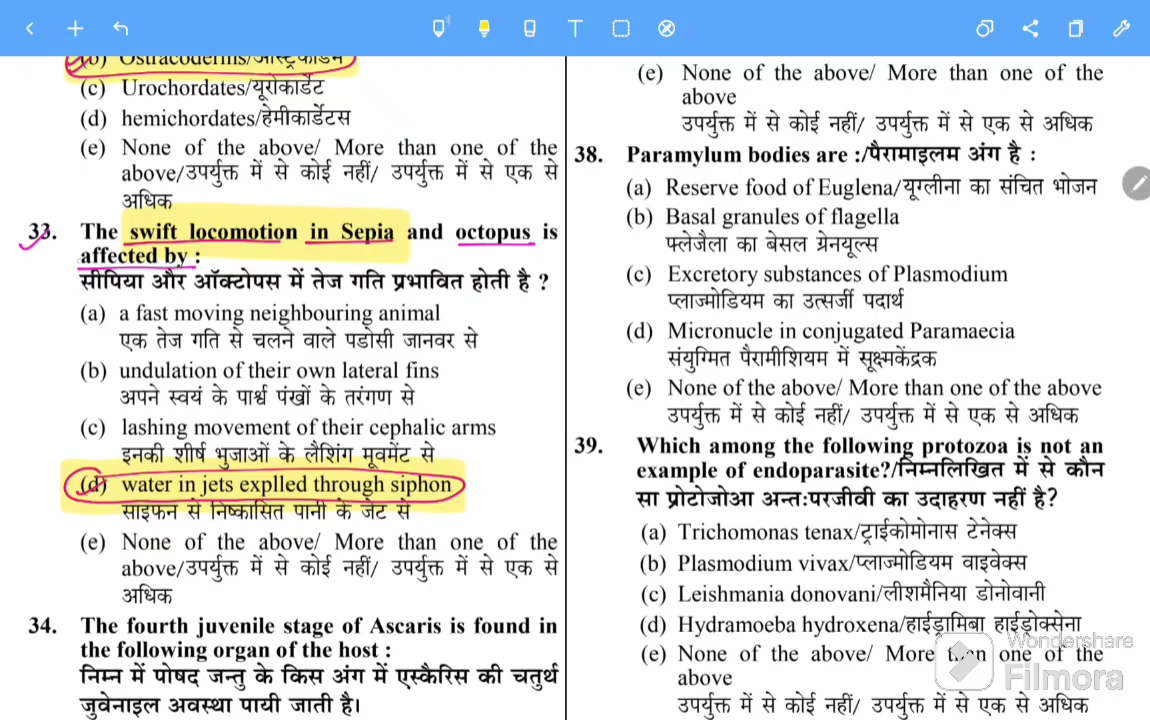 (b) Ostracoderms/ऑस्ट्रकोडर्म
(c) Urochordates/यूरोकार्डेट
(d) hemichordates/हेमीकार्डेटस
(e) None of the above/ More than one of the
above/उपर्युक्त में से कोई नहीं/ उपर्युक्त में से एक से
अधिक
33. The swift locomotion in Sepia and octopus is
affected by :
सीपिया और ऑक्टोपस में तेज गति प्रभावित होती है ?
(a) a fast moving neighbouring animal
एक तेज गति से चलने वाले पडोसी जानवर से
(b) undulation of their own lateral fins
अपने स्वयं के पार्श्व पंखों के तरंगण से
(c) lashing movement of their cephalic arms
इनकी शीर्ष भुजाओं के लैशिंग मूवमेंट से
(d) water in jets explled through siphon
साइफन से निष्कासित पानी के जेट से
(e) None of the above/ More than one of the
above/उपर्युक्त में से कोई नहीं/ उपर्युक्त में से एक से
अधिक
34. The fourth juvenile stage of Ascaris is found in
the following organ of the host :
निम्न में पोषद जन्तु के किस अंग में एस्कैरिस की चतुर्थ
जुवेनाइल अवस्था पायी जाती है।
(e) None of the above/ More than one of the
above
उपर्युक्त में से कोई नहीं/ उपर्युक्त में से एक से अधिक
38. Paramylum bodies are :/पैरामाइलम अंग है :
(a) Reserve food of Euglena/यूग्लीना का संचित भोजन
(b) Basal granules of flagella
फ्लेजैला का बेसल ग्रेनयूल्स
(c) Excretory substances of Plasmodium
प्लाज्मोडियम का उत्सर्जी पदार्थ
(d) Micronucle in conjugated Paramaecia
संयुग्मित पैरामीशियम में सूक्ष्मकेंद्रक
(e) None of the above/ More than one of the above
उपर्युक्त में से कोई नहीं/ उपर्युक्त में से एक से अधिक
39. Which among the following protozoa is not an
example of endoparasite?/निम्नलिखित में से कौन
सा प्रोटोजोआ अन्तःपरजीवी का उदाहरण नहीं है?
(a) Trichomonas tenax/ट्राईकोमोनास टेनेक्स
(b) Plasmodium vivax/प्लाज्मोडियम वाइवेक्स
(c) Leishmania donovani/लीशमैनिया डोनोवानी
(d) Hydramoeba hydroxena/हाईड्रामिबा हाईड्रोक्सेना
(e) None of the above/ More than one of the
above
उपर्युक्त में से कोई नहीं/ उपर्युक्त में से एक से अधिक
Wondershare
Filmora